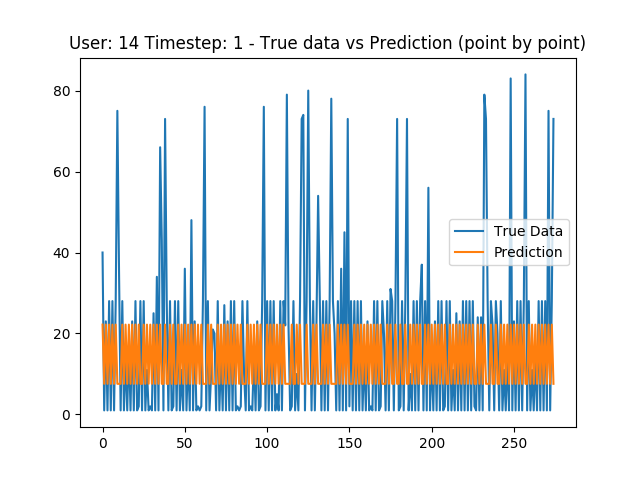 User: 14 Timestep: 1 - True data vs Prediction (point by point)
80
60
40
20
0
True Data
Prediction
0 50 100 150 200 250